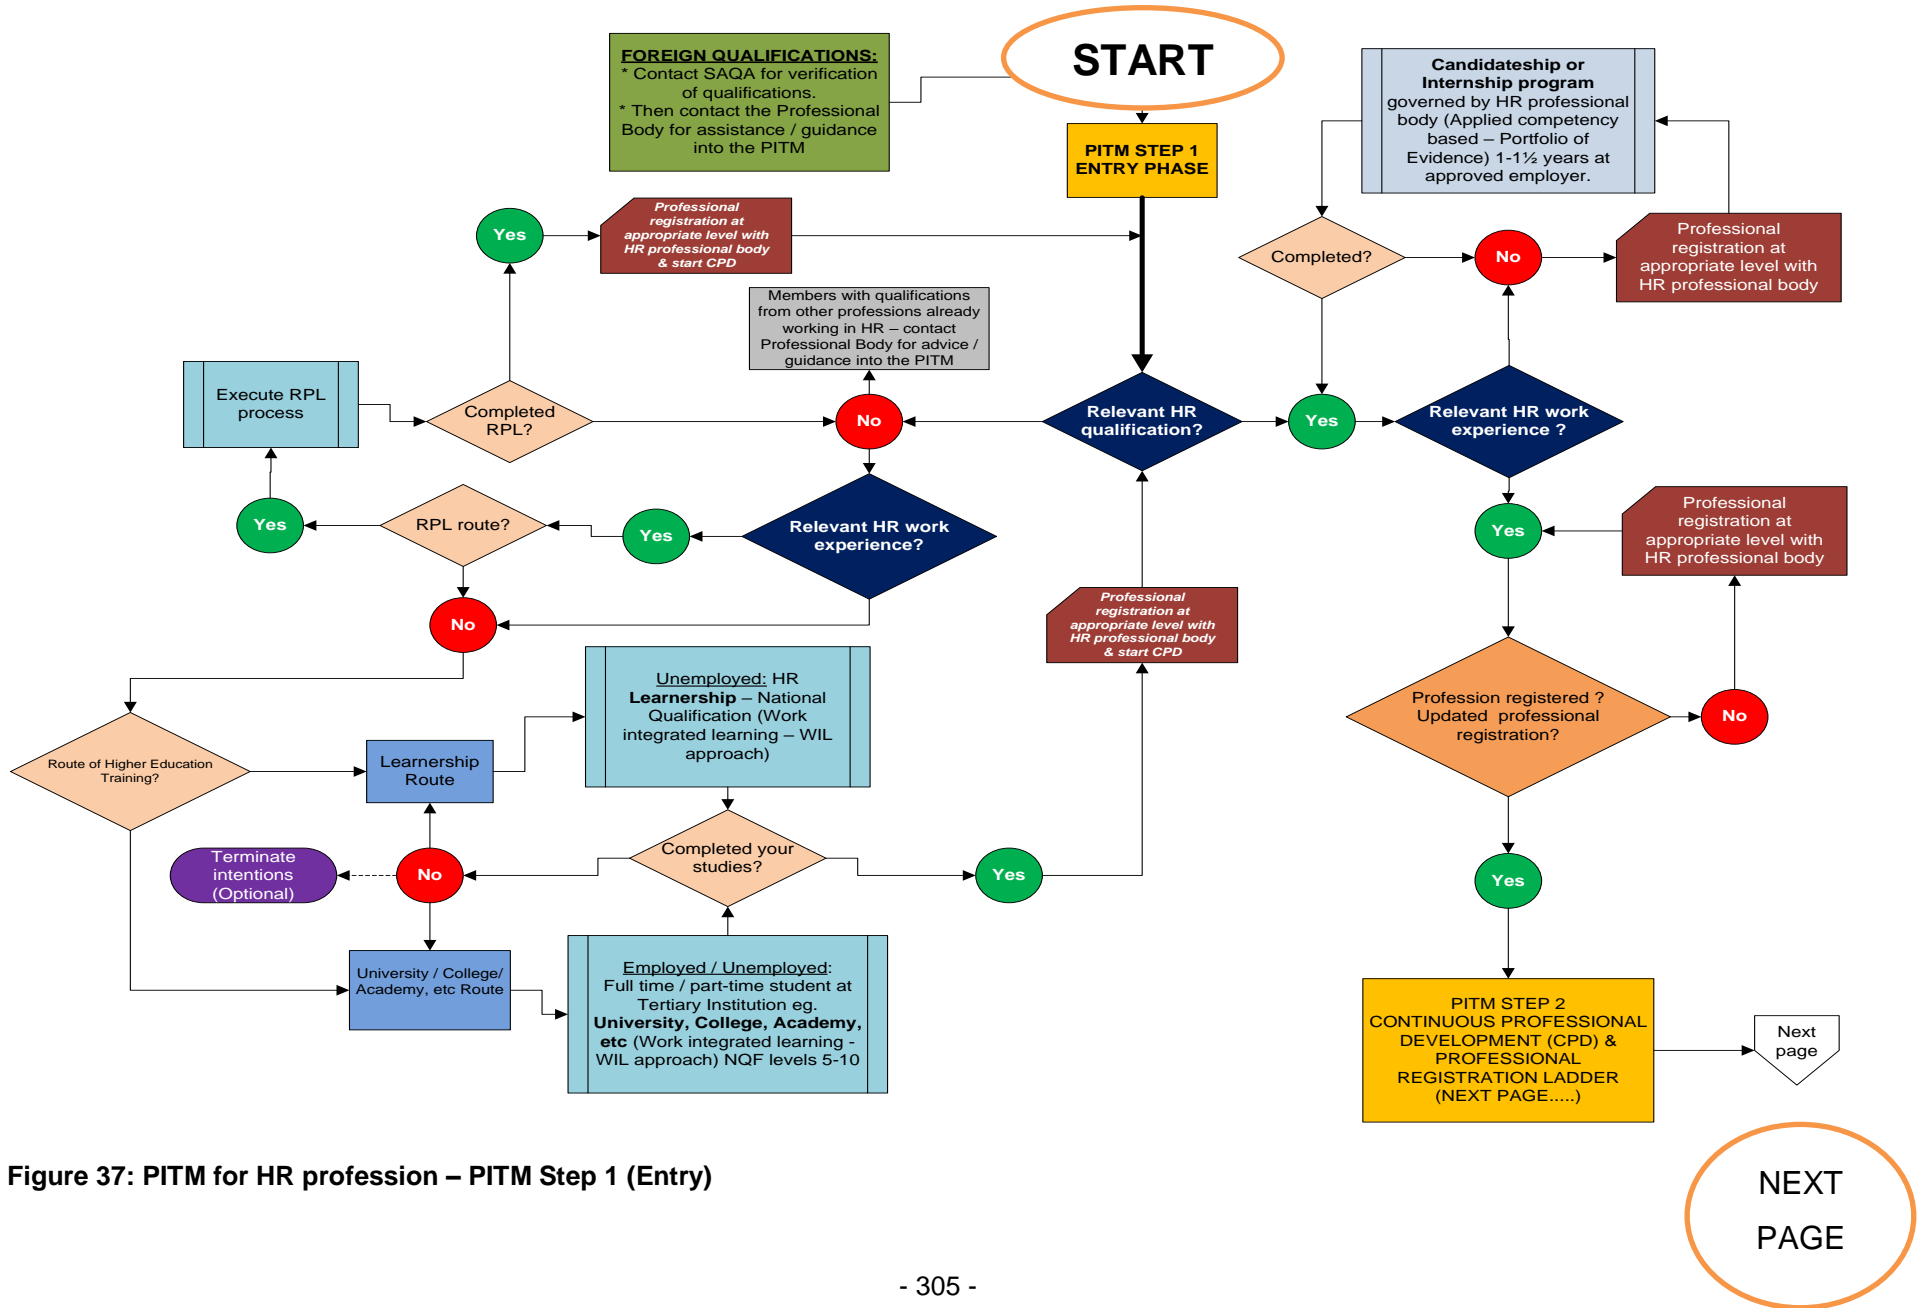 START
FOREIGN QUALIFICATIONS:
* Contact SAQA for verification
of qualifications.
* Then contact the Professional
Body for assistance / guidance
into the PITM
PITM STEP 1
ENTRY PHASE
Candidateship or
Internship program
governed by HR professional
body (Applied competency
based – Portfolio of
Evidence) 1-1½ years at
approved employer.
Yes
Professional
registration at
appropriate level with
HR professional body
& start CPD
Completed?
No
Professional
registration at
appropriate level with
HR professional body
Members with qualifications
from other professions already
working in HR – contact
Professional Body for advice /
guidance into the PITM
Execute RPL
process
Completed
RPL?
No
Relevant HR
qualification?
Yes
Relevant HR work
experience ?
Yes
RPL route?
Yes
Relevant HR work
experience?
Yes
Professional
registration at
appropriate level with
HR professional body
No
Professional
registration at
appropriate level with
HR professional body
& start CPD
Unemployed: HR
Learnership – National
Qualification (Work
integrated learning – WIL
approach)
Profession registered ?
Updated professional
registration?
No
Route of Higher Education
Training?
Learnership
Route
Completed your
studies?
Terminate
intentions
(Optional)
No
Yes
Yes
University / College/
Academy, etc Route
Employed / Unemployed:
Full time / part-time student at
Tertiary Institution eg.
University, College, Academy,
etc (Work integrated learning -
WIL approach) NQF levels 5-10
PITM STEP 2
CONTINUOUS PROFESSIONAL
DEVELOPMENT (CPD) &
PROFESSIONAL
REGISTRATION LADDER
(NEXT PAGE.....)
Next
page
Figure 37: PITM for HR profession – PITM Step 1 (Entry)
NEXT
PAGE
- 305 -